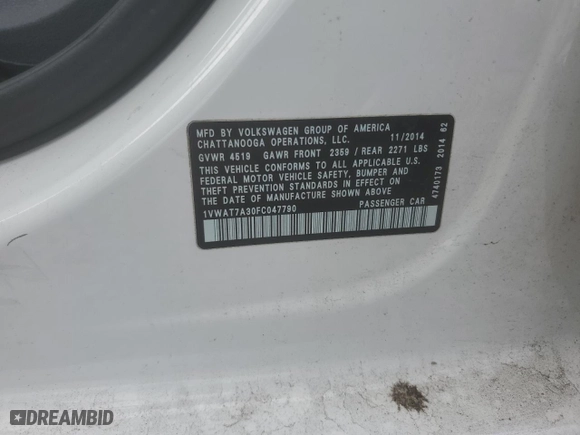 MFD BY VOLKSWAGEN GROUP OF AMERICA
CHATTANOOGA OPERATIONS, LLC. 11/2014
GVWR 4519 GAWR FRONT 2359 / REAR 2271 LBS
THIS VEHICLE CONFORMS TO ALL APPLICABLE U.S.
FEDERAL MOTOR VEHICLE SAFETY, BUMPER AND
THEFT PREVENTION STANDARDS IN EFFECT ON
THE DATE OF MANUFACTURE SHOWN ABOVE
1VWAT7A30FC047790 PASSENGER CAR
4740173 2014 82
DREAMBID